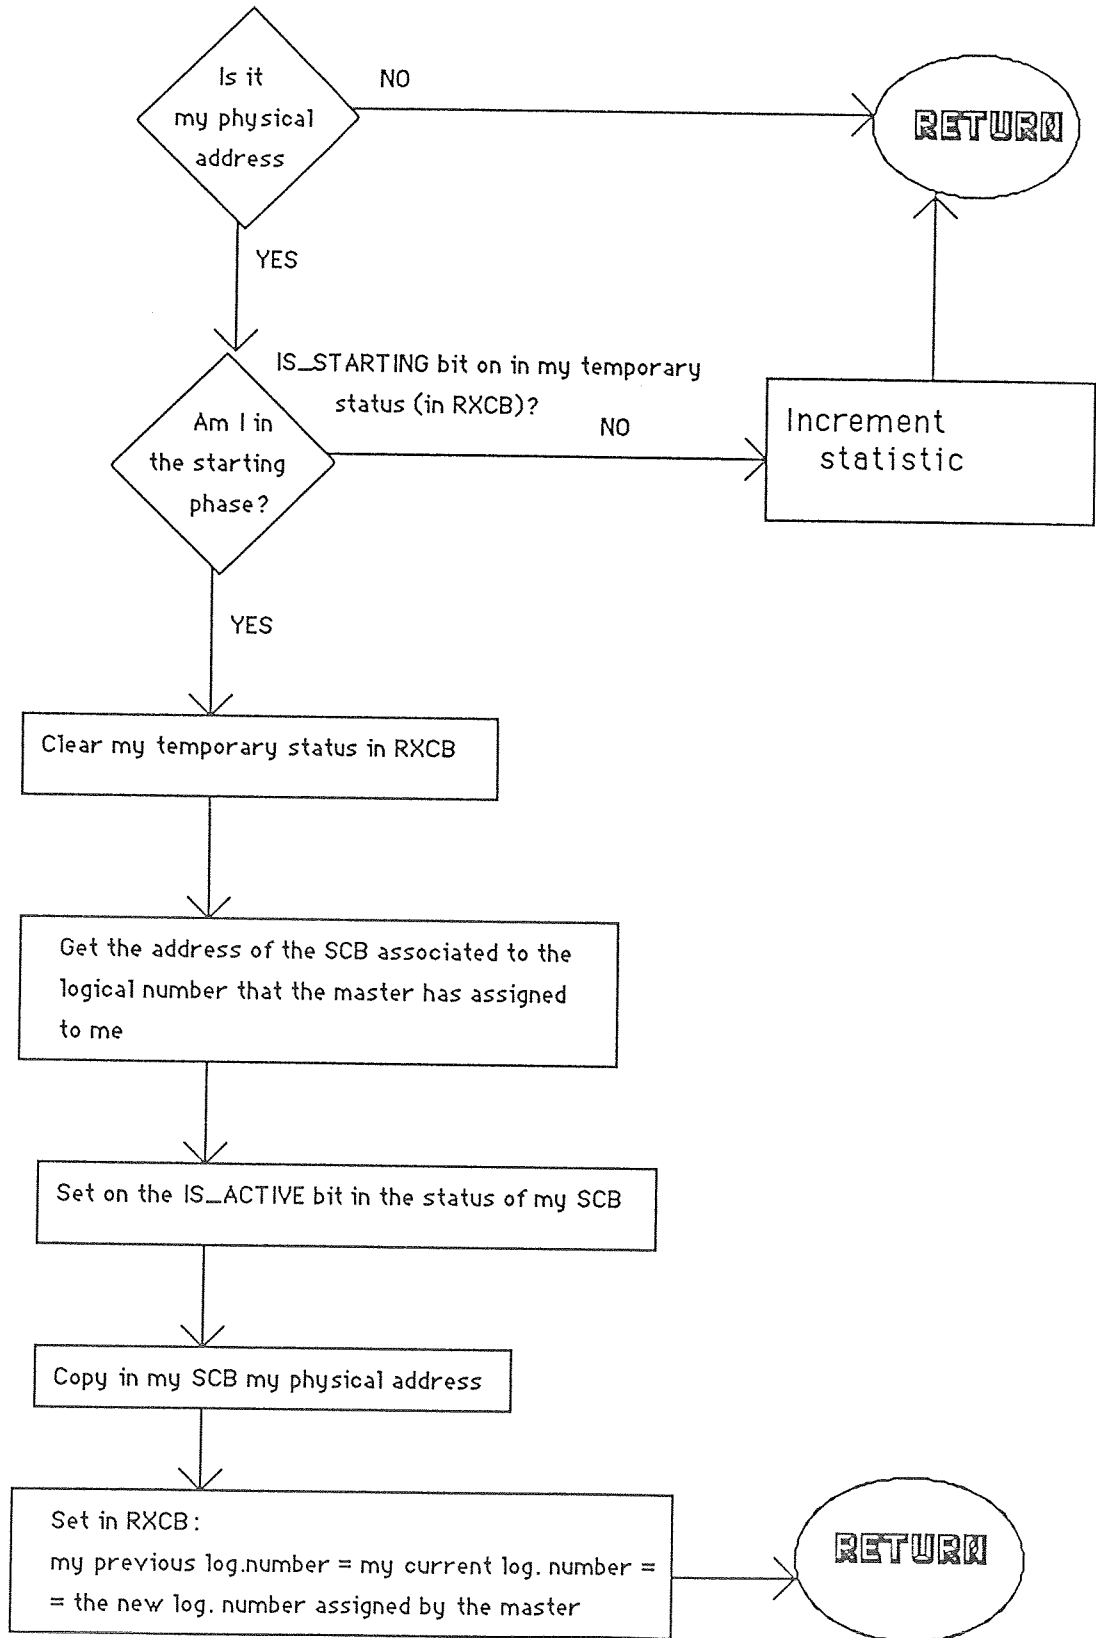 Is it
my physical
address
NO
RETURN
YES
IS_STARTING bit on in my temporary
status (in RXCB)?
Am I in
the starting
phase?
NO
Increment
statistic
YES
Clear my temporary status in RXCB
Get the address of the SCB associated to the
logical number that the master has assigned
to me
Set on the IS_ACTIVE bit in the status of my SCB
Copy in my SCB my physical address
Set in RXCB:
my previous log.number = my current log. number =
= the new log. number assigned by the master
RETURN